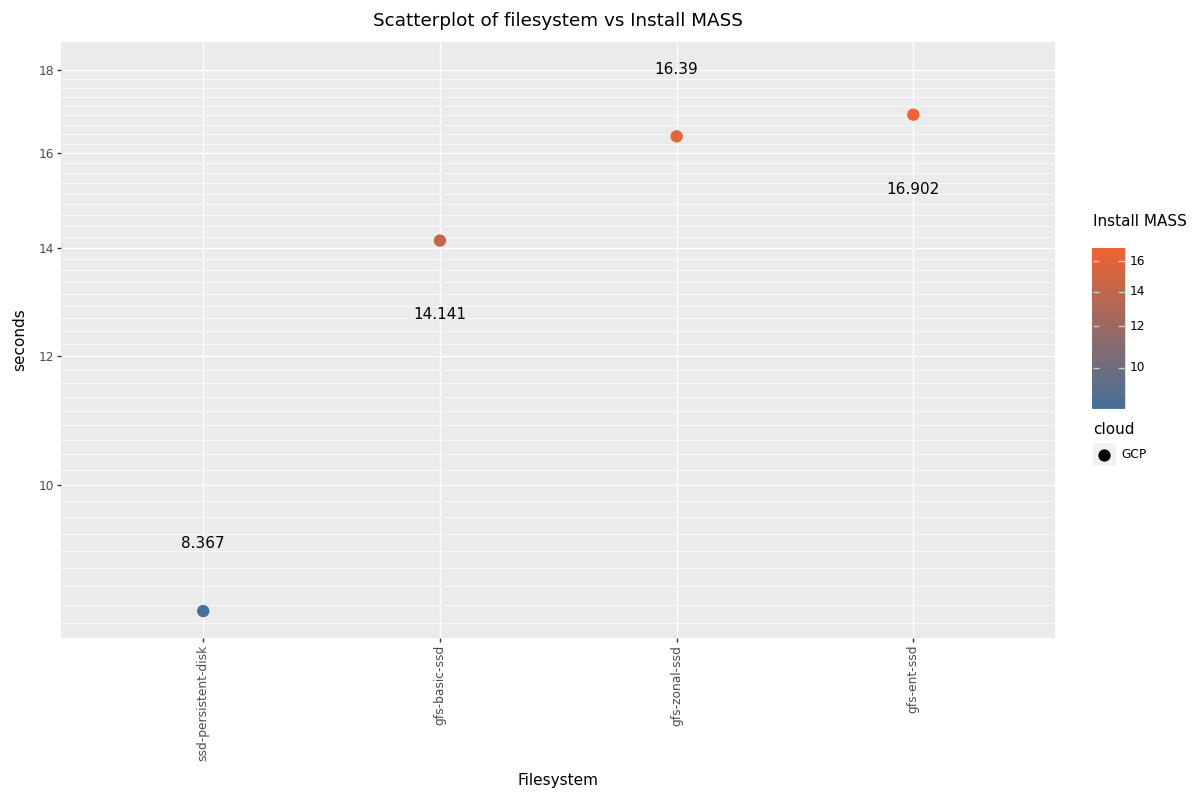 Scatterplot of filesystem vs Install MASS
18
16
14
12
10
seconds
16.39
16.902
14.141
8.367
ssd-persistent-disk
gfs-basic-ssd
gfs-zonal-ssd
gfs-ent-ssd
Filesystem
Install MASS
16
14
12
10
cloud
GCP